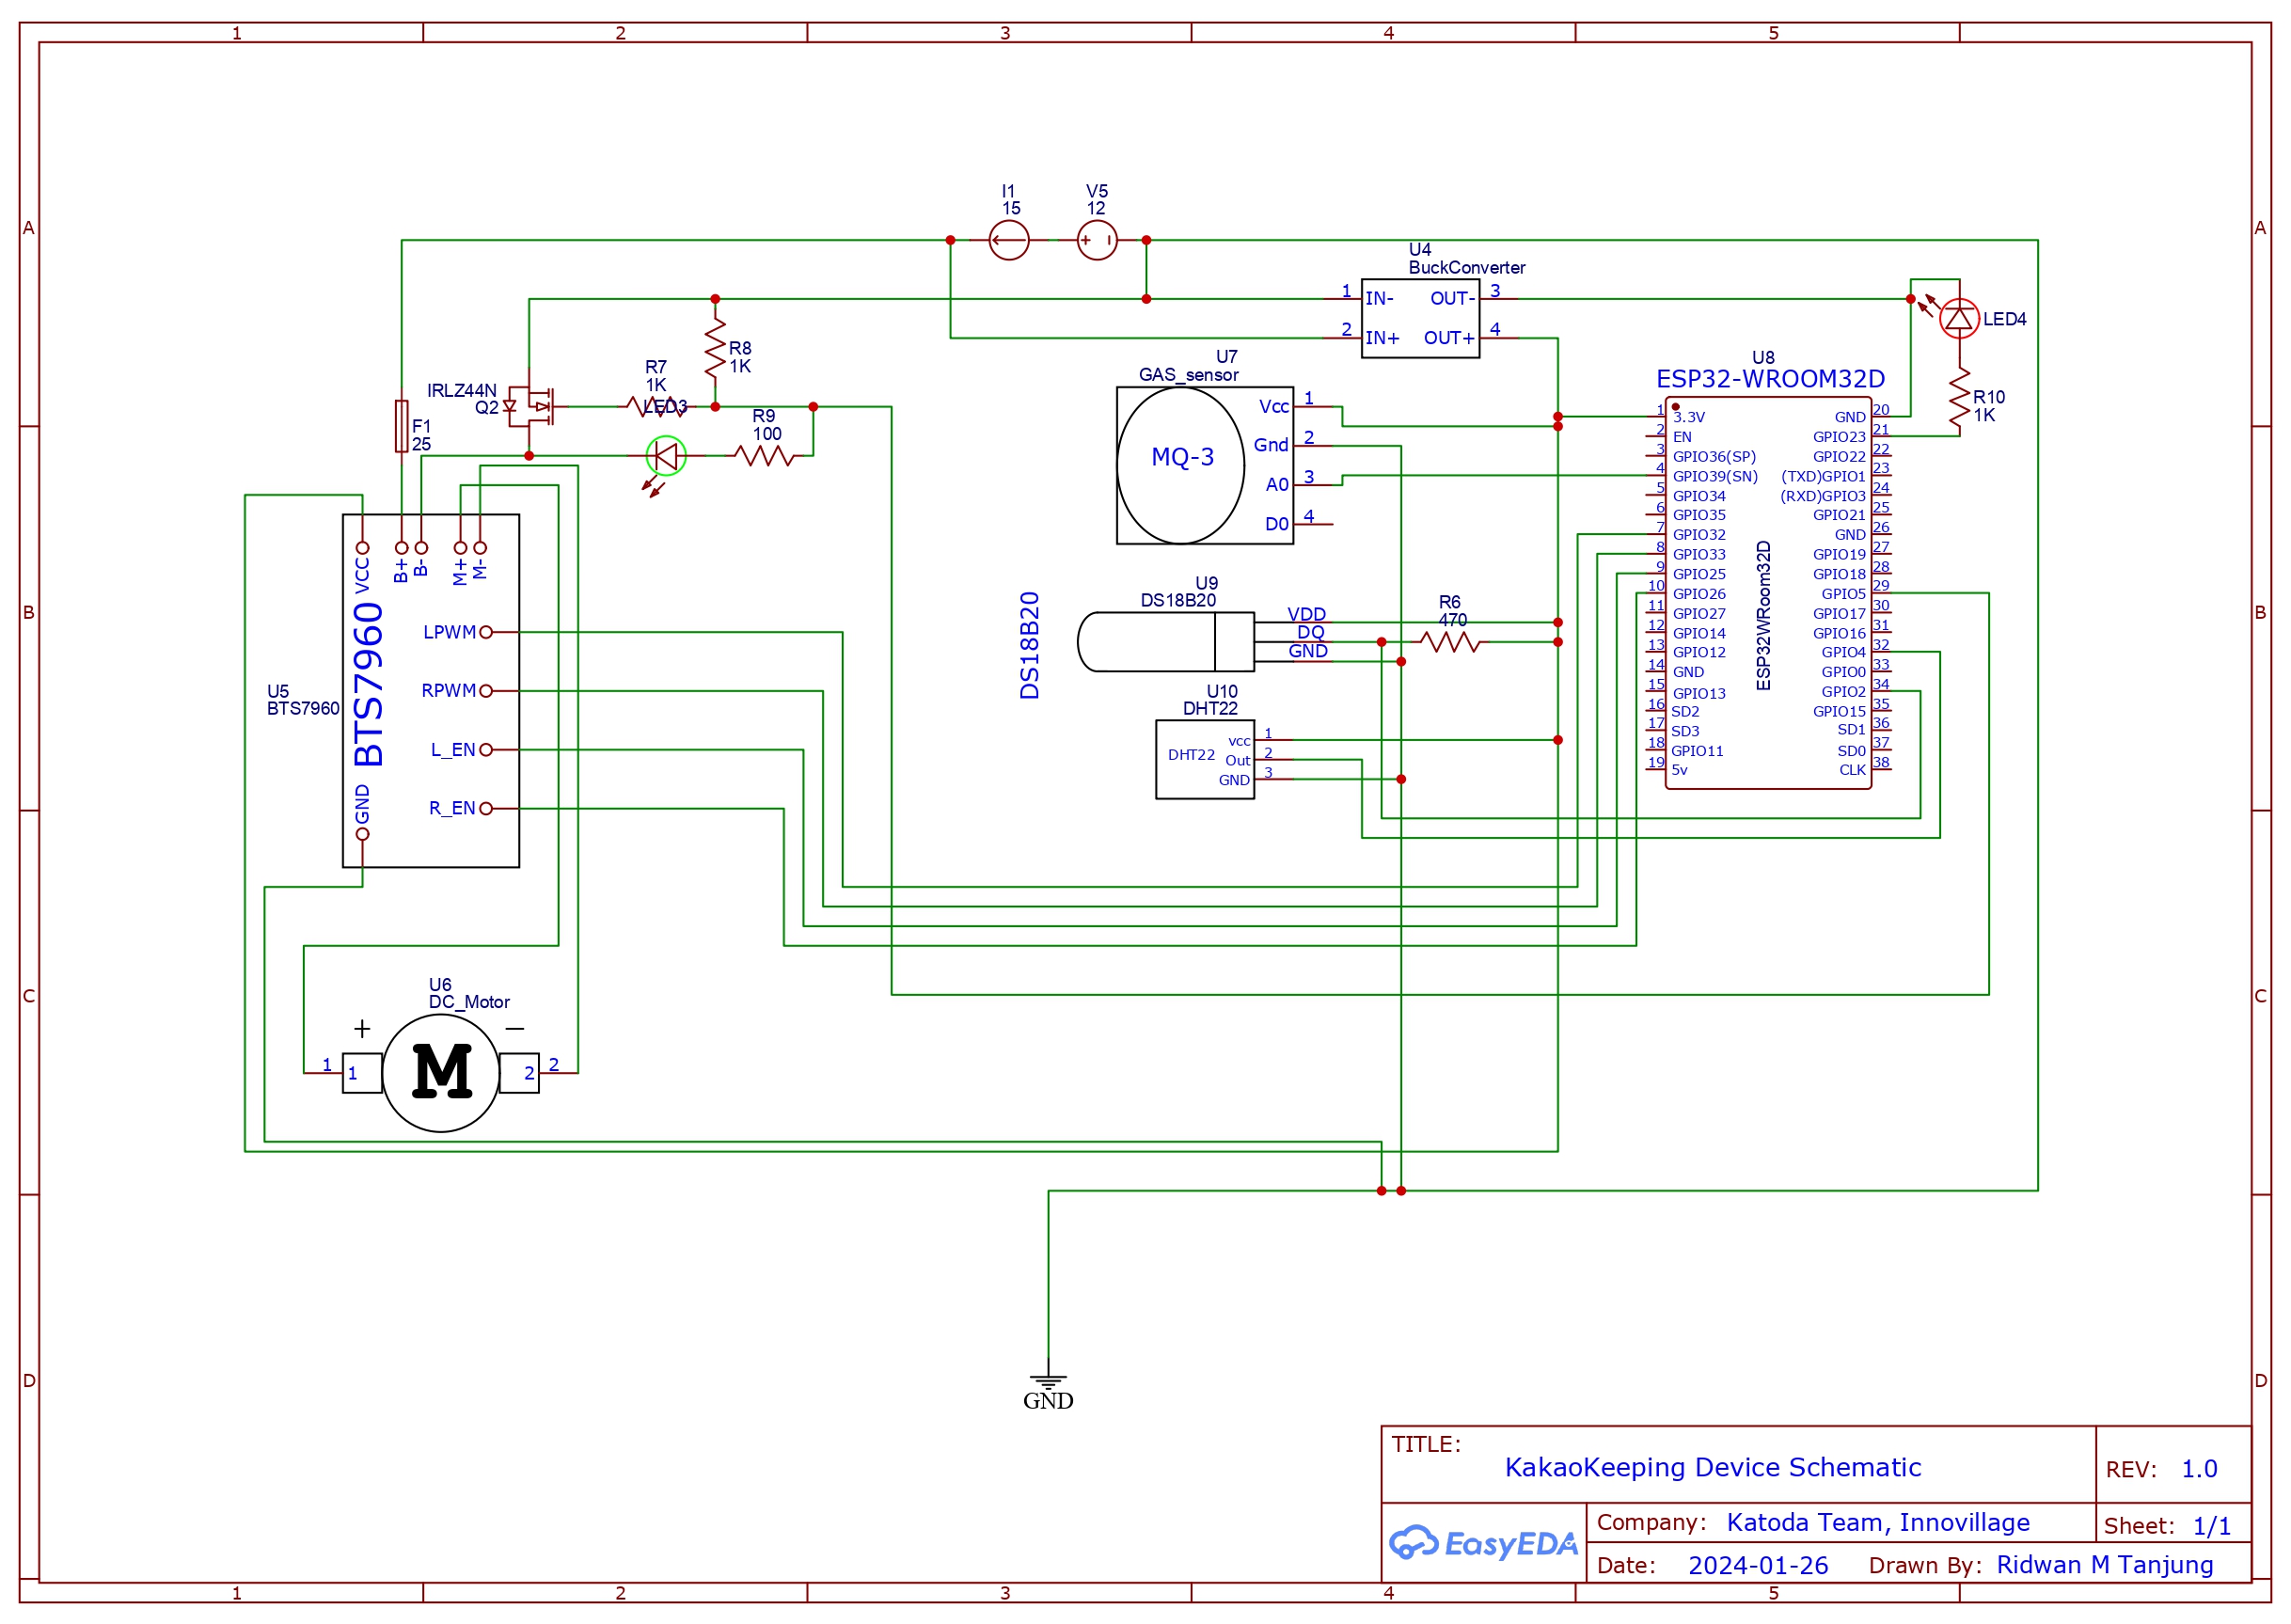 1 2 3 4 5
A A
B B
C C
D D
I1
15
V5
12
U4
BuckConverter
1 IN- OUT- 3
2 IN+ OUT+ 4
LED4
R10
1K
R8
1K
R7
1K
LED3
R9
100
IRLZ44N
Q2
F1
25
U7
GAS_sensor
MQ-3
Vcc 1
Gnd 2
A0 3
D0 4
U8
ESP32-WROOM32D
ESP32WRoom32D
1 3.3V GND 20
2 EN GPIO23 21
3 GPIO36(SP) GPIO22 22
4 GPIO39(SN) (TXD)GPIO1 23
5 GPIO34 (RXD)GPIO3 24
6 GPIO35 GPIO21 25
7 GPIO32 GND 26
8 GPIO33 GPIO19 27
9 GPIO25 GPIO18 28
10 GPIO26 GPIO5 29
11 GPIO27 GPIO17 30
12 GPIO14 GPIO16 31
13 GPIO12 GPIO4 32
14 GND GPIO0 33
15 GPIO13 GPIO2 34
16 SD2 GPIO15 35
17 SD3 SD1 36
18 GPIO11 SD0 37
19 5v CLK 38
VCC
B+
B-
M+
M-
LPWM
RPWM
L_EN
R_EN
GND
BTS7960
U5
BTS7960
U9
DS18B20
DS18B20
VDD
DQ
GND
R6
470
U10
DHT22
DHT22
vcc 1
Out 2
GND 3
U6
DC_Motor
+ −
1 1 M 2 2
GND
TITLE:
KakaoKeeping Device Schematic
REV: 1.0
EasyEDA
Company: Katoda Team, Innovillage
Sheet: 1/1
Date: 2024-01-26 Drawn By: Ridwan M Tanjung
1 2 3 4 5